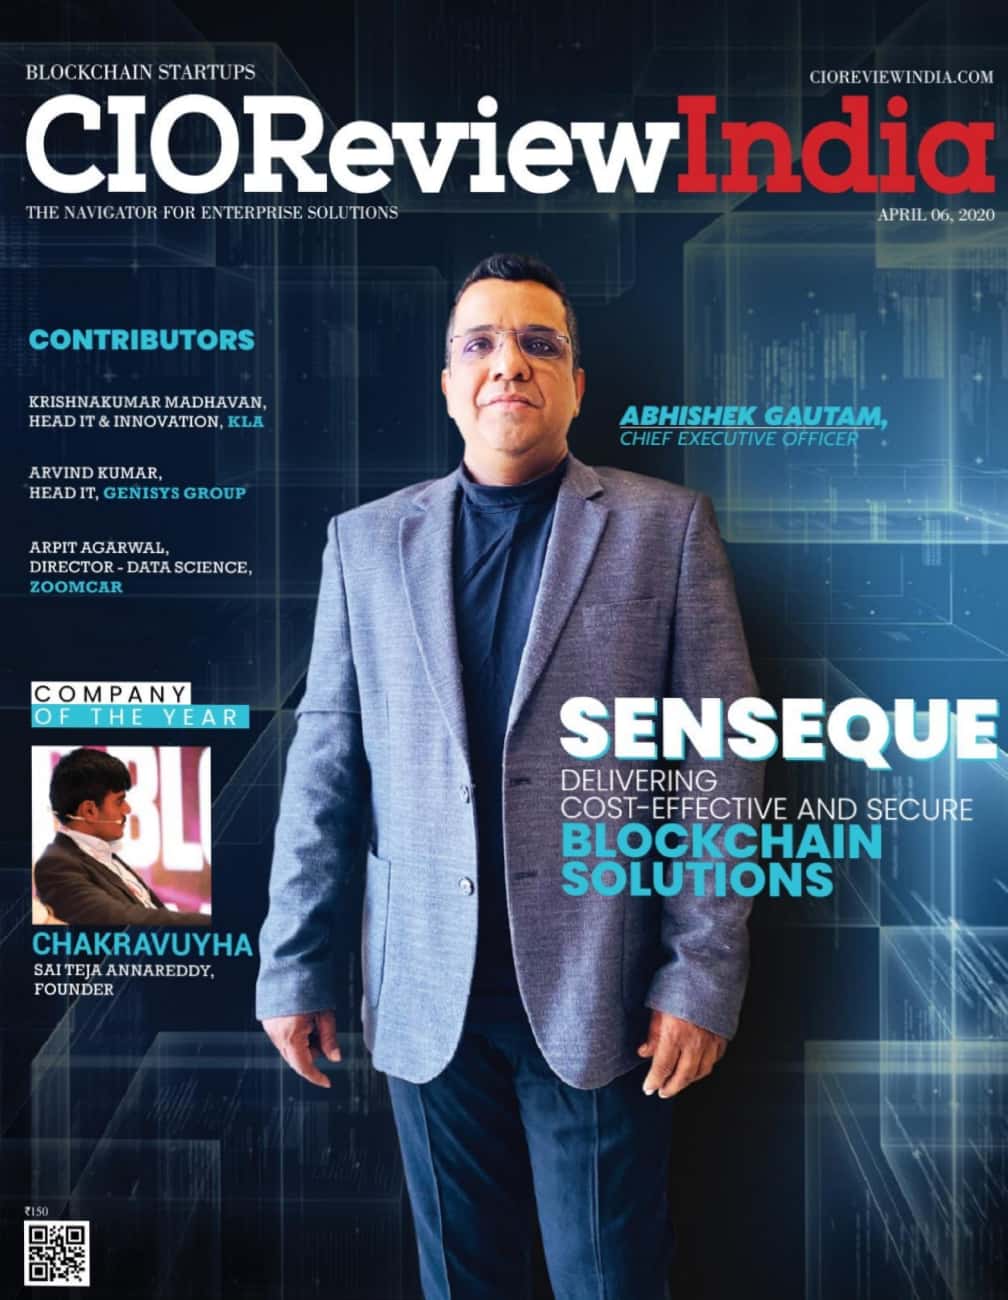 BLOCKCHAIN STARTUPS
CIOREVIEWINDIA.COM
CIOReviewIndia
THE NAVIGATOR FOR ENTERPRISE SOLUTIONS
APRIL 06, 2020
CONTRIBUTORS
KRISHNAKUMAR MADHAVAN,
HEAD IT & INNOVATION, KLA
ARVIND KUMAR,
HEAD IT, GENISYS GROUP
ARPIT AGARWAL,
DIRECTOR - DATA SCIENCE,
ZOOMCAR
ABHISHEK GAUTAM,
CHIEF EXECUTIVE OFFICER
COMPANY
OF THE YEAR
BL
CHAKRAVUYHA
SAI TEJA ANNAREDDY,
FOUNDER
SENSEQUE
DELIVERING
COST-EFFECTIVE AND SECURE
BLOCKCHAIN
SOLUTIONS
₹150